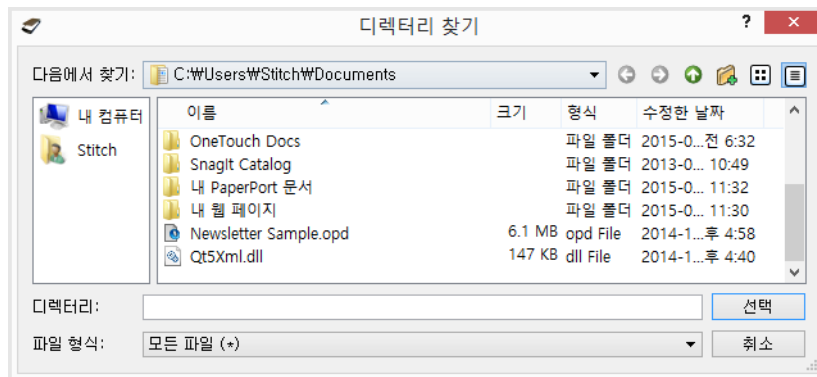 디렉터리 찾기
다음에서 찾기: C:₩Users₩Stitch₩Documents
내 컴퓨터
Stitch
이름 크기 형식 수정한 날짜
OneTouch Docs 파일 폴더 2015-0...전 6:32
SnagIt Catalog 파일 폴더 2013-0... 10:49
내 PaperPort 문서 파일 폴더 2015-0... 11:32
내 웹 페이지 파일 폴더 2015-0... 11:30
Newsletter Sample.opd 6.1 MB opd File 2014-1...후 4:58
Qt5Xml.dll 147 KB dll File 2014-1...후 4:40
디렉터리: 선택
파일 형식: 모든 파일 (*) 취소